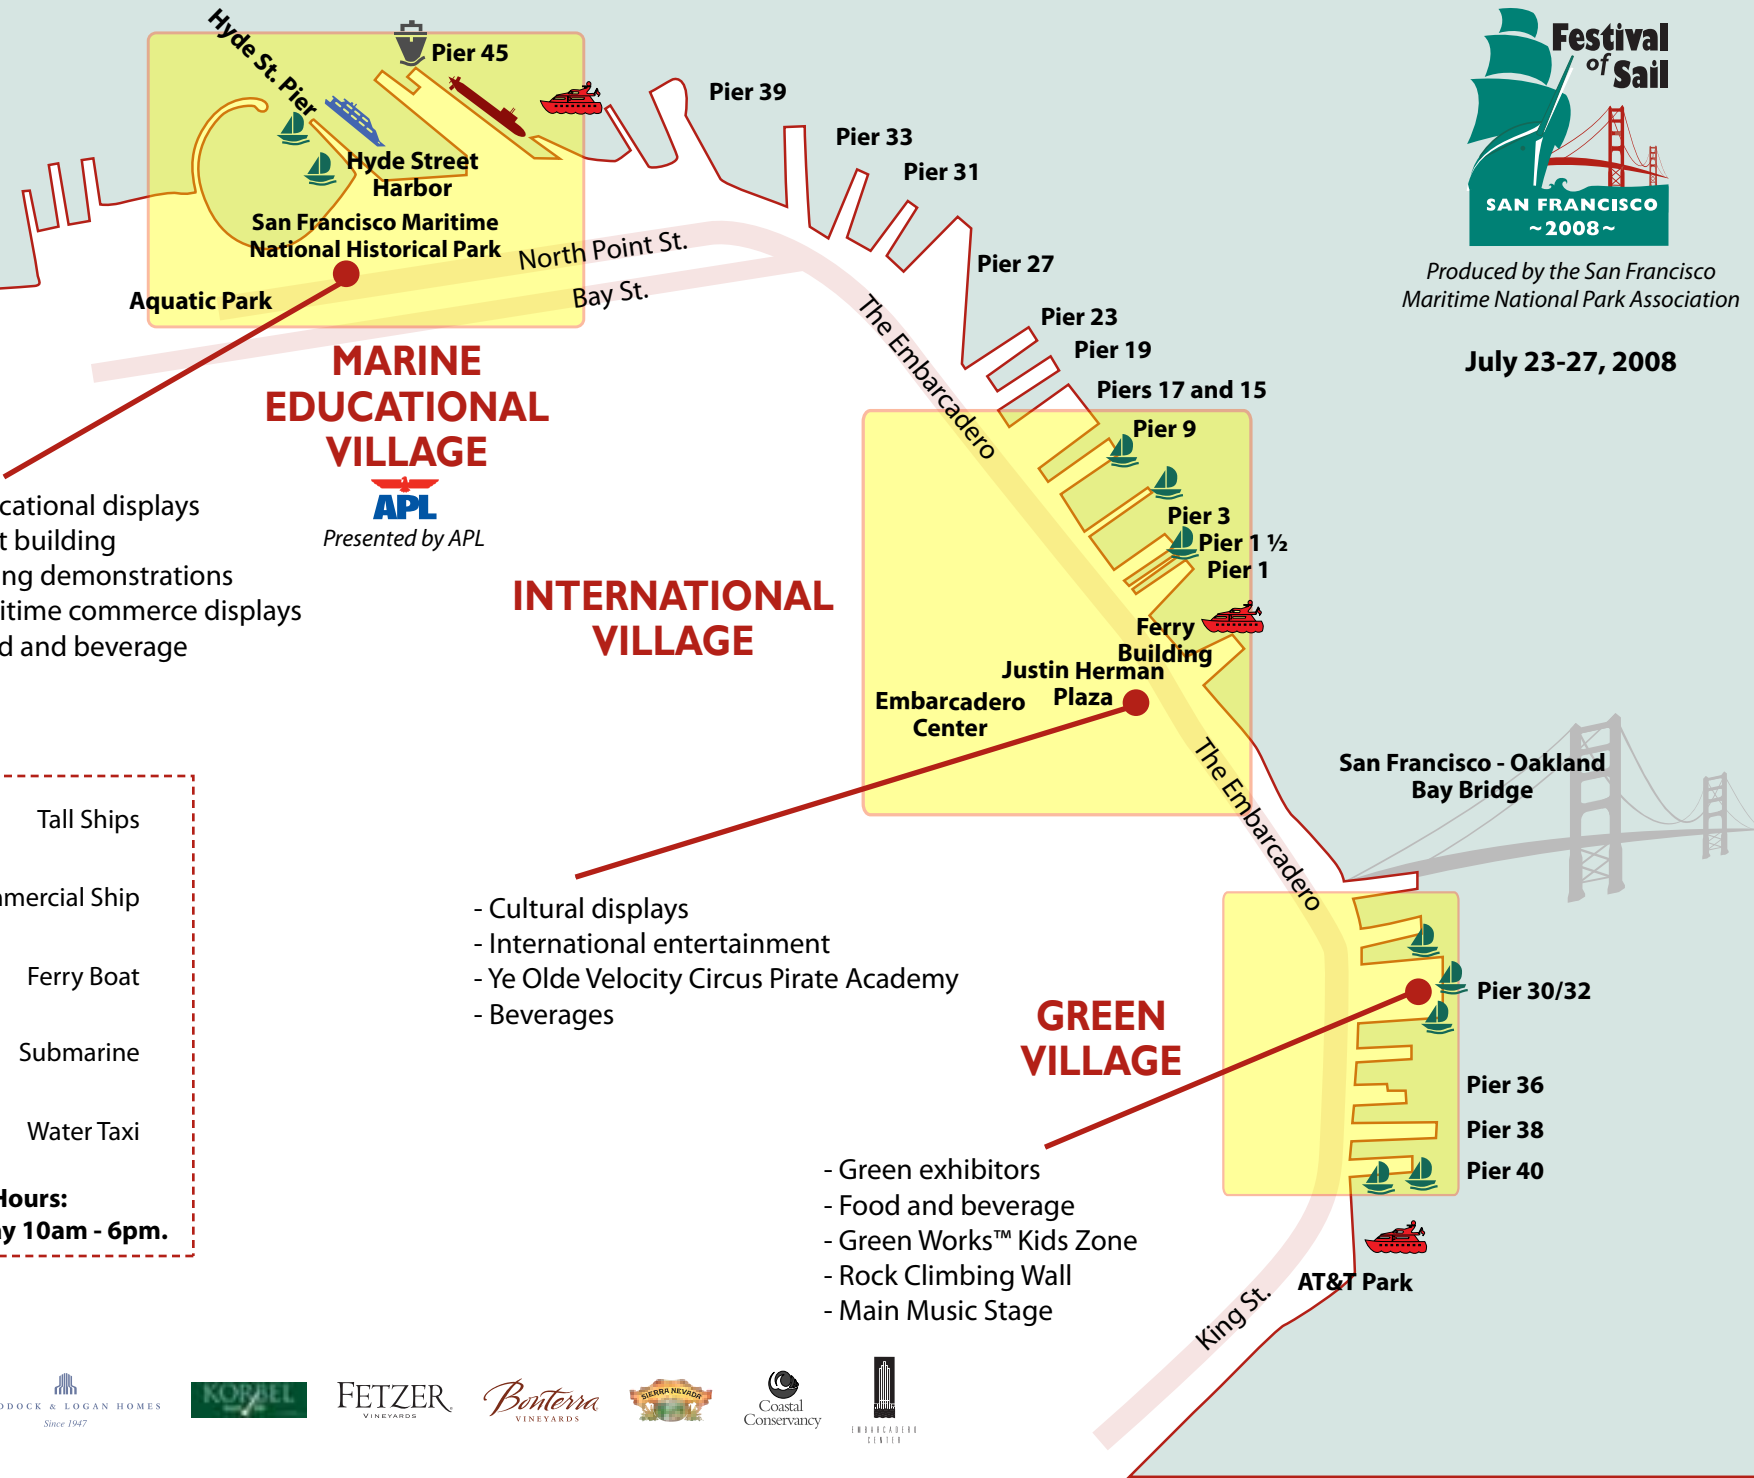 Hyde St. Pier
Pier 45
Pier 39
Pier 33
Pier 31
Hyde Street
Harbor
San Francisco Maritime
National Historical Park
Aquatic Park
North Point St.
Bay St.
Pier 27
The Embarcadero
Pier 23
Pier 19
Piers 17 and 15
Pier 9
Pier 3
Pier 1 ½
Pier 1
Festival
of Sail
SAN FRANCISCO
~2008~
Produced by the San Francisco
Maritime National Park Association
July 23-27, 2008
MARINE
EDUCATIONAL
VILLAGE
APL
Presented by APL
cational displays
t building
ng demonstrations
itime commerce displays
d and beverage
INTERNATIONAL
VILLAGE
Ferry
Building
Justin Herman
Plaza
Embarcadero
Center
The Embarcadero
San Francisco - Oakland
Bay Bridge
Tall Ships
mmercial Ship
Ferry Boat
Submarine
Water Taxi
Hours:
ay 10am - 6pm.
- Cultural displays
- International entertainment
- Ye Olde Velocity Circus Pirate Academy
- Beverages
GREEN
VILLAGE
Pier 30/32
Pier 36
Pier 38
Pier 40
- Green exhibitors
- Food and beverage
- Green Works™ Kids Zone
- Rock Climbing Wall
- Main Music Stage
AT&T Park
King St.
DDOCK & LOGAN HOMES
Since 1947
KORBEL
FETZER
VINEYARDS
Bonterra
VINEYARDS
SIERRA NEVADA
Coastal
Conservancy
EMBARCADERO
CENTER